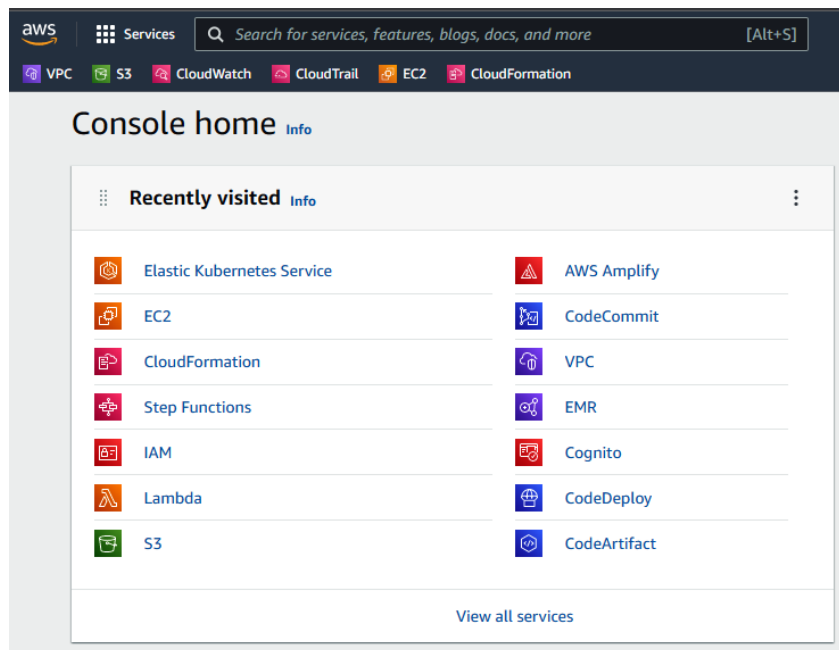 aws Services Search for services, features, blogs, docs, and more [Alt+S]
VPC S3 CloudWatch CloudTrail EC2 CloudFormation
Console home Info
Recently visited Info
Elastic Kubernetes Service AWS Amplify
EC2 CodeCommit
CloudFormation VPC
Step Functions EMR
IAM Cognito
Lambda CodeDeploy
S3 CodeArtifact
View all services